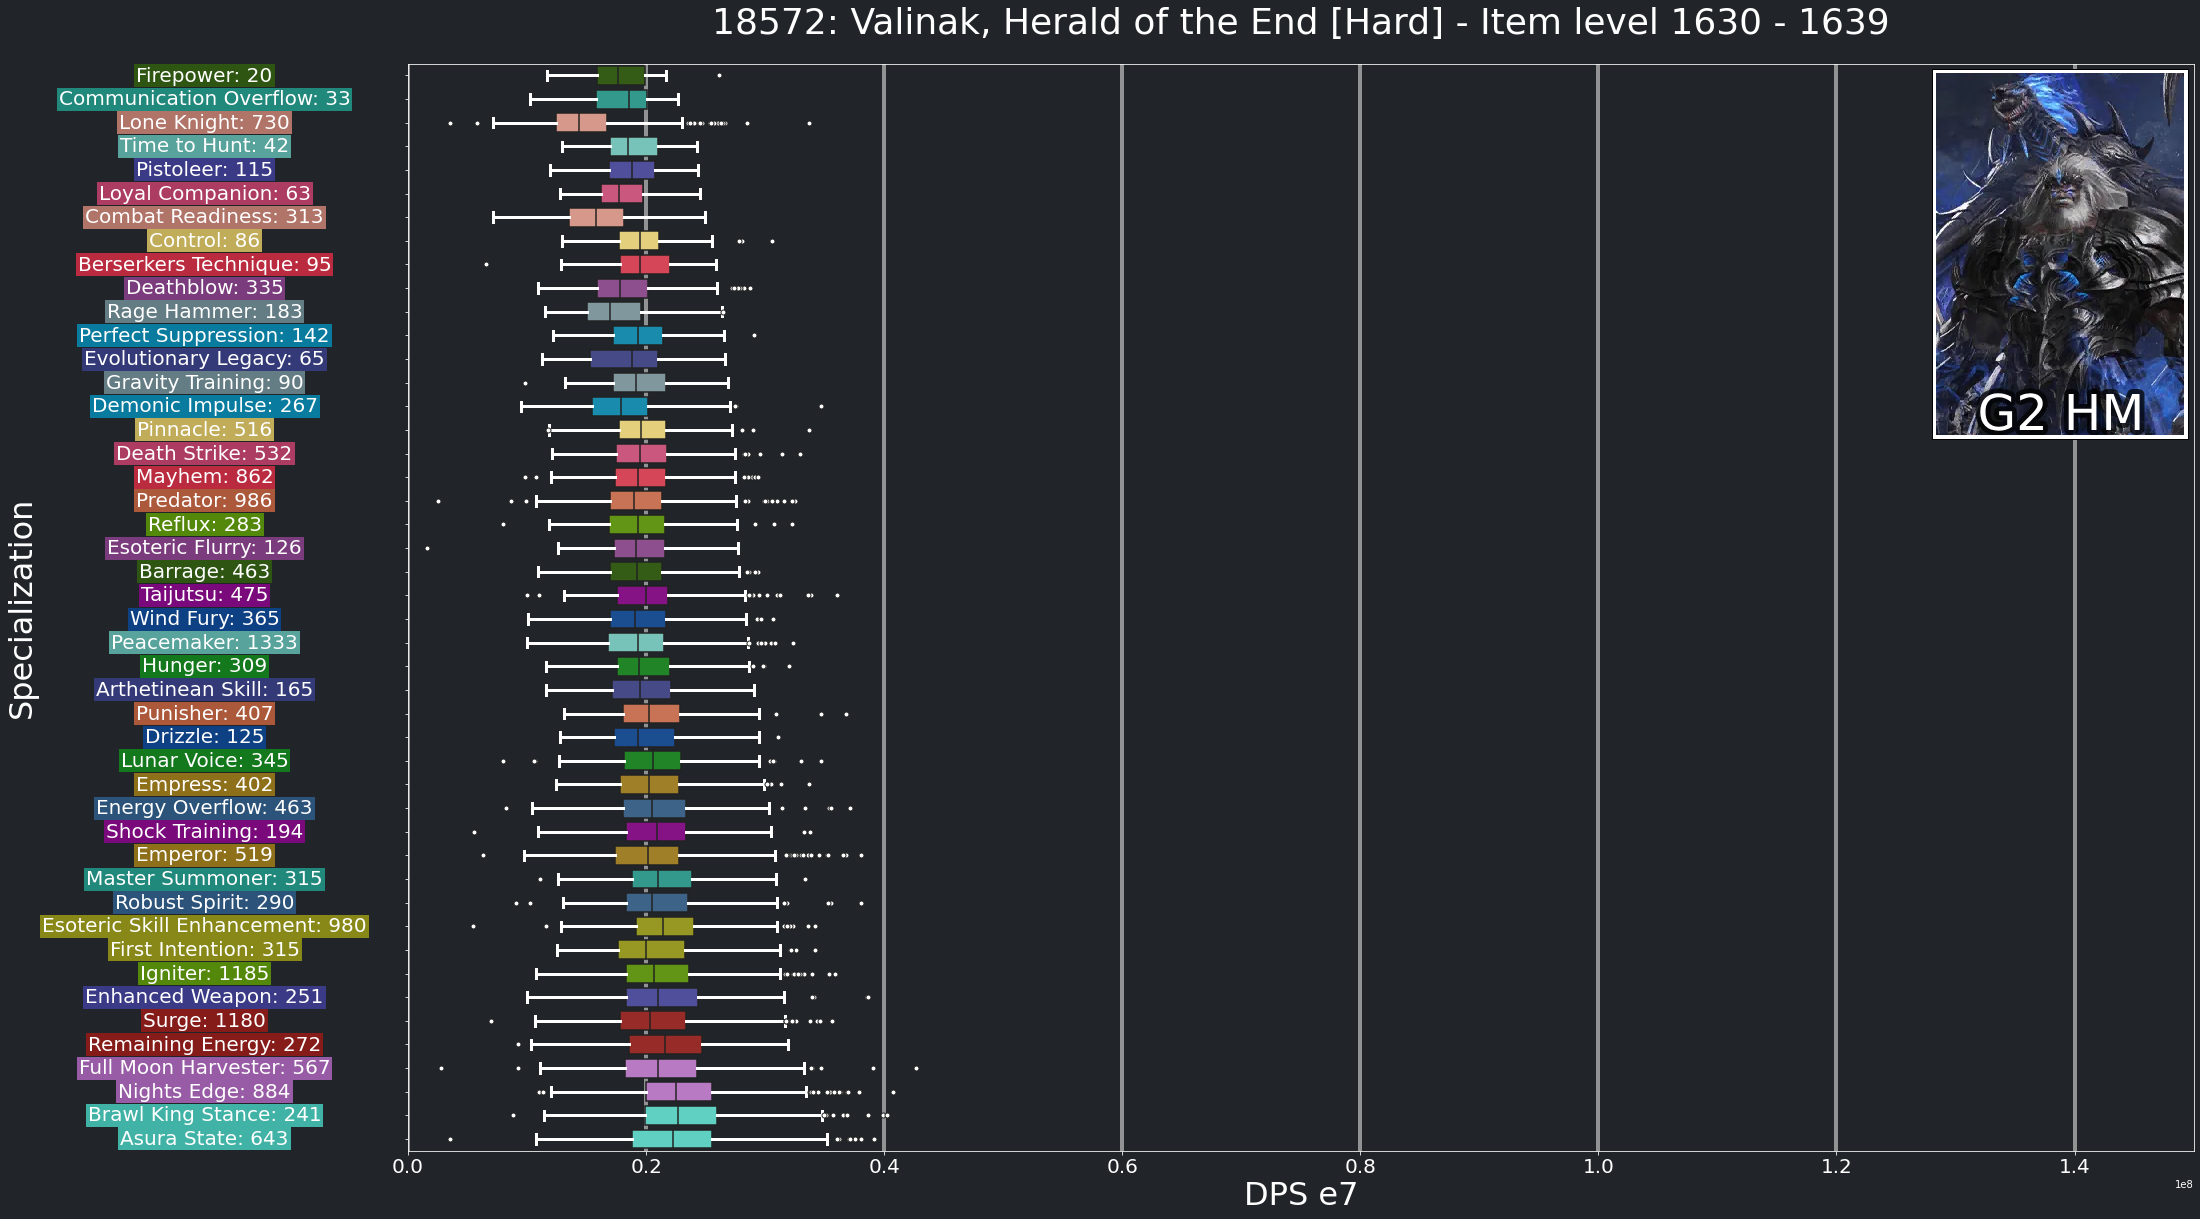 18572: Valinak, Herald of the End [Hard] - Item level 1630 - 1639
Firepower: 20
Communication Overflow: 33
Lone Knight: 730
Time to Hunt: 42
Pistoleer: 115
Loyal Companion: 63
Combat Readiness: 313
Control: 86
Berserkers Technique: 95
Deathblow: 335
Rage Hammer: 183
Perfect Suppression: 142
Evolutionary Legacy: 65
Gravity Training: 90
Demonic Impulse: 267
Pinnacle: 516
Death Strike: 532
Mayhem: 862
Predator: 986
Reflux: 283
Esoteric Flurry: 126
Barrage: 463
Taijutsu: 475
Wind Fury: 365
Peacemaker: 1333
Hunger: 309
Arthetinean Skill: 165
Punisher: 407
Drizzle: 125
Lunar Voice: 345
Empress: 402
Energy Overflow: 463
Shock Training: 194
Emperor: 519
Master Summoner: 315
Robust Spirit: 290
Esoteric Skill Enhancement: 980
First Intention: 315
Igniter: 1185
Enhanced Weapon: 251
Surge: 1180
Remaining Energy: 272
Full Moon Harvester: 567
Nights Edge: 884
Brawl King Stance: 241
Asura State: 643
Specialization
G2 HM
0.0 0.2 0.4 0.6 0.8 1.0 1.2 1.4
1e8
DPS e7